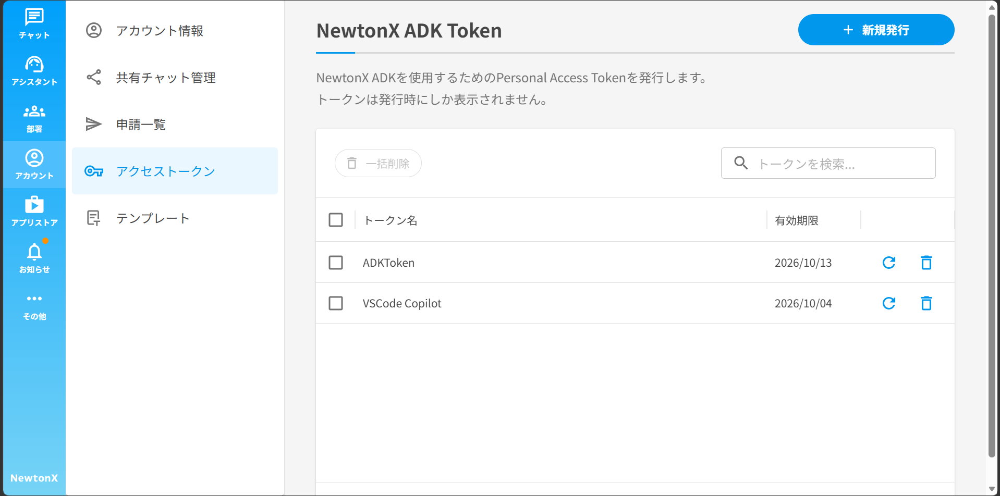 チャット
アシスタント
部署
アカウント
アプリストア
お知らせ
その他
NewtonX
アカウント情報
共有チャット管理
申請一覧
アクセストークン
テンプレート
NewtonX ADK Token
新規発行
NewtonX ADKを使用するためのPersonal Access Tokenを発行します。
トークンは発行時にしか表示されません。
一括削除
トークンを検索...
トークン名 有効期限
ADKToken 2026/10/13
VSCode Copilot 2026/10/04